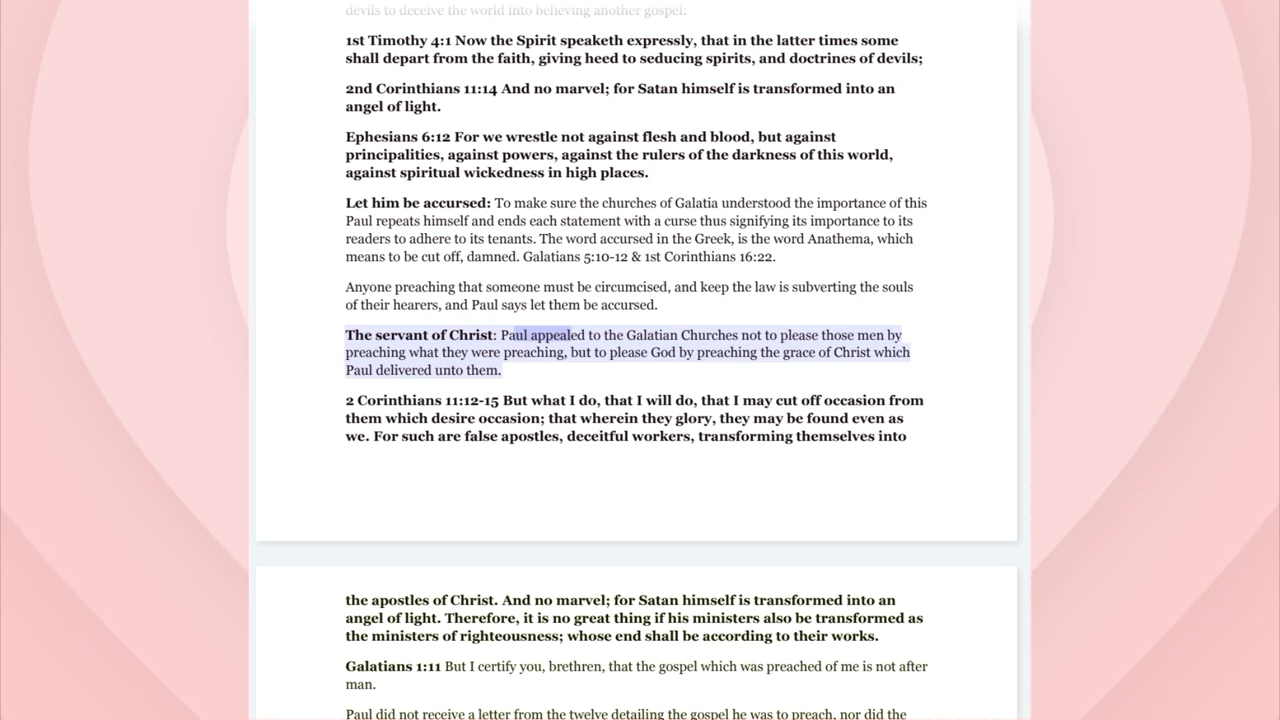 devils to deceive the world into believing another gospel:
1st Timothy 4:1 Now the Spirit speaketh expressly, that in the latter times some
shall depart from the faith, giving heed to seducing spirits, and doctrines of devils;
2nd Corinthians 11:14 And no marvel; for Satan himself is transformed into an
angel of light.
Ephesians 6:12 For we wrestle not against flesh and blood, but against
principalities, against powers, against the rulers of the darkness of this world,
against spiritual wickedness in high places.
Let him be accursed: To make sure the churches of Galatia understood the importance of this
Paul repeats himself and ends each statement with a curse thus signifying its importance to its
readers to adhere to its tenants. The word accursed in the Greek, is the word Anathema, which
means to be cut off, damned. Galatians 5:10-12 & 1st Corinthians 16:22.
Anyone preaching that someone must be circumcised, and keep the law is subverting the souls
of their hearers, and Paul says let them be accursed.
The servant of Christ: Paul appealed to the Galatian Churches not to please those men by
preaching what they were preaching, but to please God by preaching the grace of Christ which
Paul delivered unto them.
2 Corinthians 11:12-15 But what I do, that I will do, that I may cut off occasion from
them which desire occasion; that wherein they glory, they may be found even as
we. For such are false apostles, deceitful workers, transforming themselves into
the apostles of Christ. And no marvel; for Satan himself is transformed into an
angel of light. Therefore, it is no great thing if his ministers also be transformed as
the ministers of righteousness; whose end shall be according to their works.
Galatians 1:11 But I certify you, brethren, that the gospel which was preached of me is not after
man.
Paul did not receive a letter from the twelve detailing the gospel he was to preach, nor did the